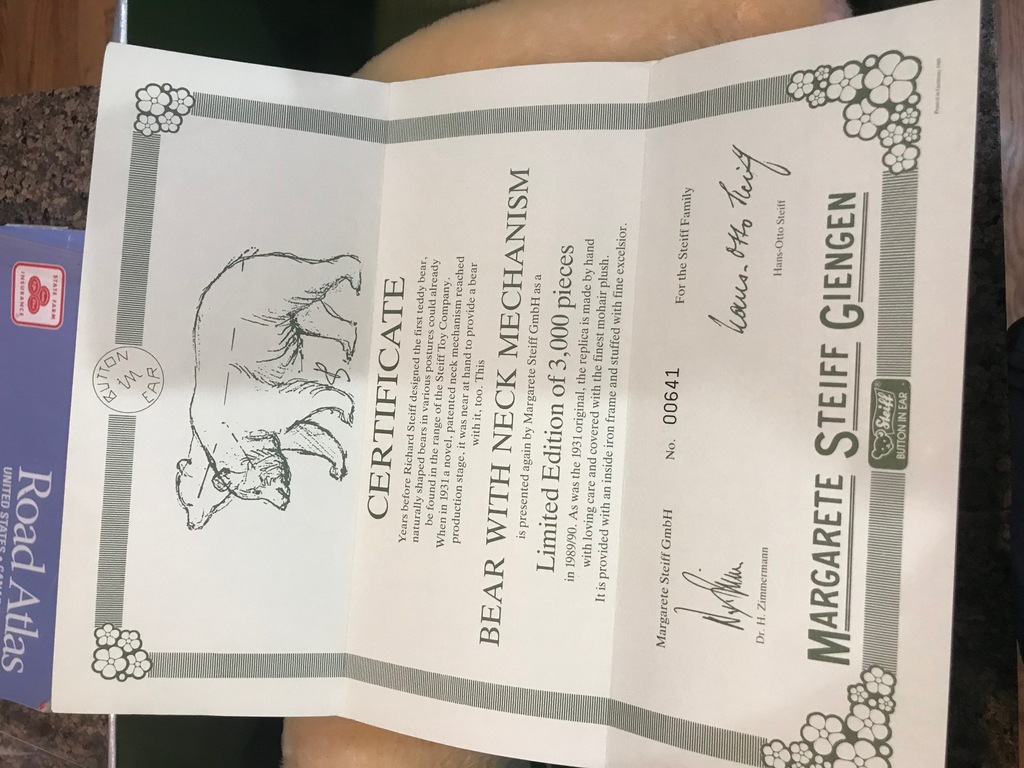 BUTTON
in
EAR
CERTIFICATE
Years before Richard Steiff designed the first teddy bear,
naturally shaped bears in various postures could already
be found in the range of the Steiff Toy Company.
When in 1931 a novel, patented neck mechanism reached
production stage, it was near at hand to provide a bear
with it, too. This
BEAR WITH NECK MECHANISM
is presented again by Margarete Steiff GmbH as a
Limited Edition of 3,000 pieces
in 1989/90. As was the 1931 original, the replica is made by hand
with loving care and covered with the finest mohair plush.
It is provided with an inside iron frame and stuffed with fine excelsior.
Margarete Steiff GmbH
No. 00641
For the Steiff Family
Hans-Otto Steiff
Dr. H. Zimmermann
Hans-Otto Steiff
MARGARETE STEIFF GIENGEN
Steiff
BUTTON IN EAR
STATE FARM
INSURANCE
Road Atlas
UNITED STATES